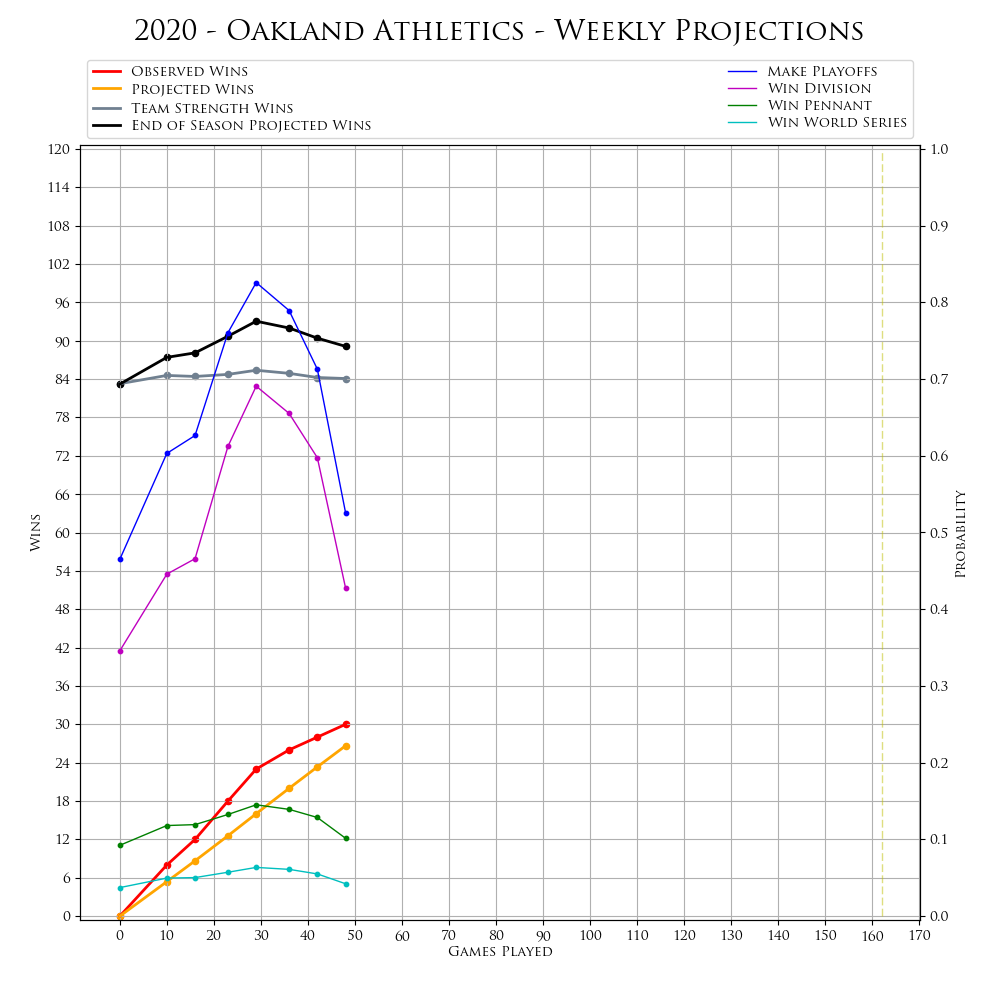 2020 - Oakland Athletics - Weekly Projections
Observed Wins
Projected Wins
Team Strength Wins
End of Season Projected Wins
Make Playoffs
Win Division
Win Pennant
Win World Series
120
114
108
102
96
90
84
78
72
66
60
54
48
42
36
30
24
18
12
6
0
Wins
1.0
0.9
0.8
0.7
0.6
0.5
0.4
0.3
0.2
0.1
0.0
Probability
0 10 20 30 40 50 60 70 80 90 100 110 120 130 140 150 160 170
Games Played